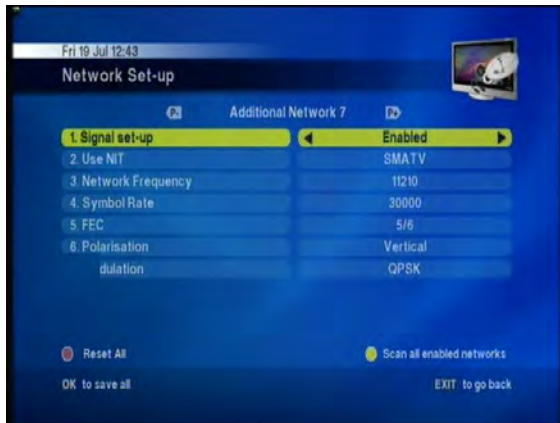 Fri 19 Jul 12:43
Network Set-up
P- Additional Network 7 P+
1. Signal set-up Enabled
2. Use NIT SMATV
3. Network Frequency 11210
4. Symbol Rate 30000
5. FEC 5/6
6. Polarisation Vertical
dulation QPSK
Reset All Scan all enabled networks
OK to save all EXIT to go back